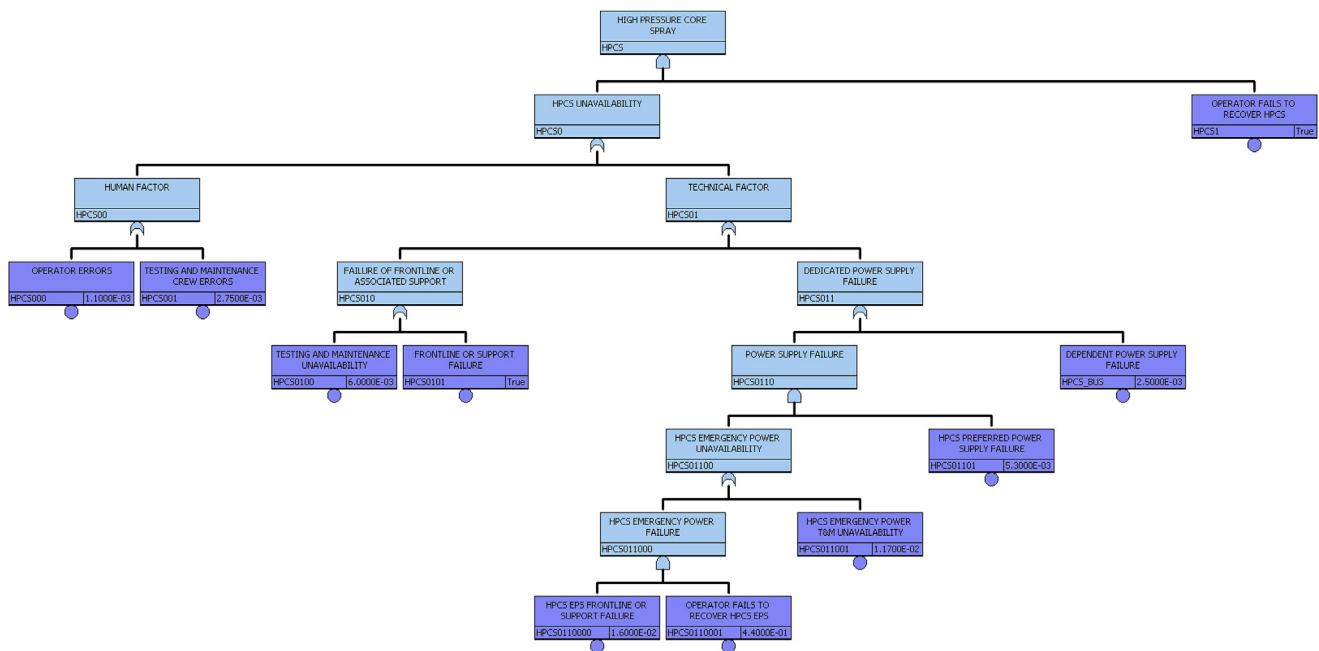 HIGH PRESSURE CORE
SPRAY
HPCS
HPCS UNAVAILABILITY
HPCS0
OPERATOR FAILS TO
RECOVER HPCS
HPCS1 True
HUMAN FACTOR
HPCS00
TECHNICAL FACTOR
HPCS01
OPERATOR ERRORS
HPCS000 1.1000E-03
TESTING AND MAINTENANCE
CREW ERRORS
HPCS001 2.7500E-03
FAILURE OF FRONTLINE OR
ASSOCIATED SUPPORT
HPCS010
DEDICATED POWER SUPPLY
FAILURE
HPCS011
TESTING AND MAINTENANCE
UNAVAILABILITY
HPCS0100 6.0000E-03
FRONTLINE OR SUPPORT
FAILURE
HPCS0101 True
POWER SUPPLY FAILURE
HPCS0110
DEPENDENT POWER SUPPLY
FAILURE
HPCS_BUS 2.5000E-03
HPCS EMERGENCY POWER
UNAVAILABILITY
HPCS01100
HPCS PREFERRED POWER
SUPPLY FAILURE
HPCS01101 5.3000E-03
HPCS EMERGENCY POWER
FAILURE
HPCS011000
HPCS EMERGENCY POWER
T&M UNAVAILABILITY
HPCS011001 1.1700E-02
HPCS EPS FRONTLINE OR
SUPPORT FAILURE
HPCS0110000 1.6000E-02
OPERATOR FAILS TO
RECOVER HPCS EPS
HPCS0110001 4.4000E-01